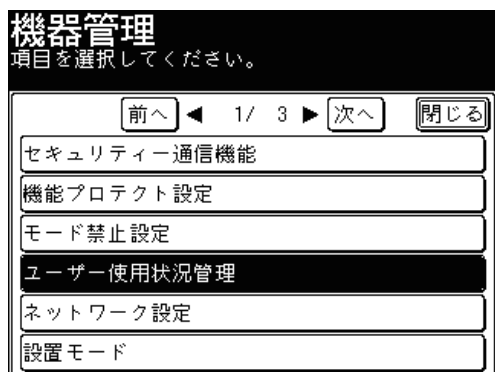 機器管理
項目を選択してください。
前へ ◀ 1/ 3 ▶ 次へ 閉じる
セキュリティー通信機能
機能プロテクト設定
モード禁止設定
ユーザー使用状況管理
ネットワーク設定
設置モード